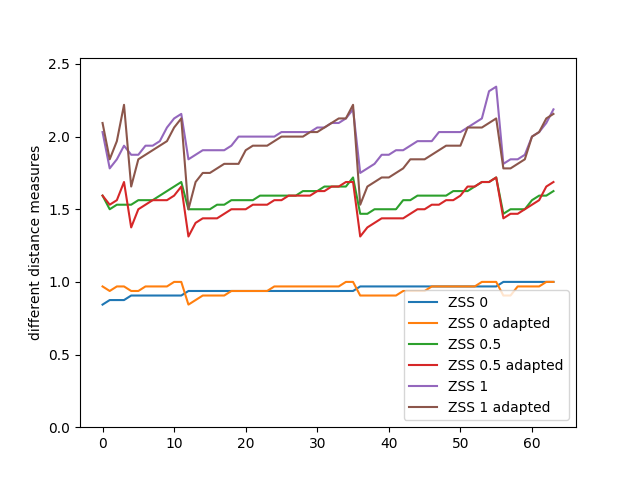 2.5
2.0
1.5
1.0
0.5
0.0
different distance measures
0 10 20 30 40 50 60
ZSS 0
ZSS 0 adapted
ZSS 0.5
ZSS 0.5 adapted
ZSS 1
ZSS 1 adapted